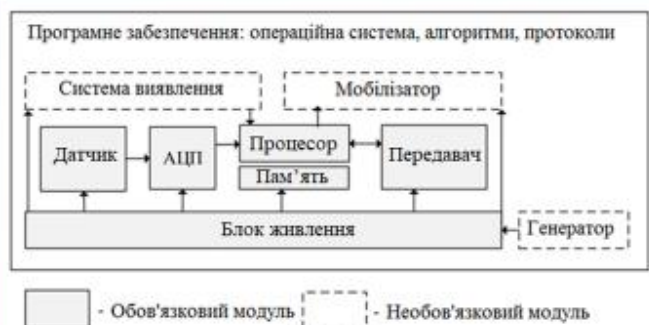 Програмне забезпечення: операційна система, алгоритми, протоколи
Система виявлення
Мобілізатор
Датчик
АЦП
Процесор
Пам’ять
Передавач
Блок живлення
Генератор
- Обов'язковий модуль
- Необов'язковий модуль